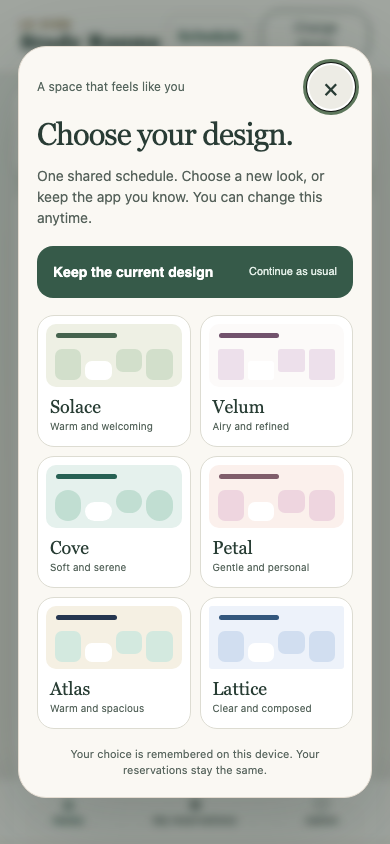 A space that feels like you
×
Choose your design.
One shared schedule. Choose a new look, or
keep the app you know. You can change this
anytime.
Keep the current design Continue as usual
Solace
Warm and welcoming
Velum
Airy and refined
Cove
Soft and serene
Petal
Gentle and personal
Atlas
Warm and spacious
Lattice
Clear and composed
Your choice is remembered on this device. Your
reservations stay the same.